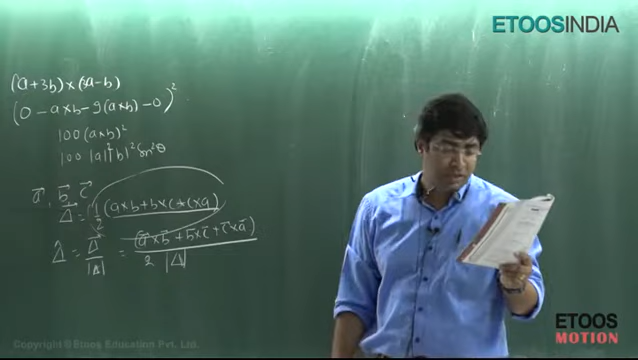 ETOOSINDIA
(a+3b)×(3a-b)
(0 - a×b - 9(a×b) - 0)²
100(a×b)²
100 |a|²|b|² Sin²θ
a⃗, b⃗, c⃗
Δ⃗ = 1/2 (a×b+b×c+c×a)
Δ̂ = Δ⃗/|Δ| = (a⃗×b⃗ + b⃗×c⃗ + c⃗×a⃗)/2|Δ⃗|
ETOOS
MOTION
Copyright © Etoos Education Pvt. Ltd.